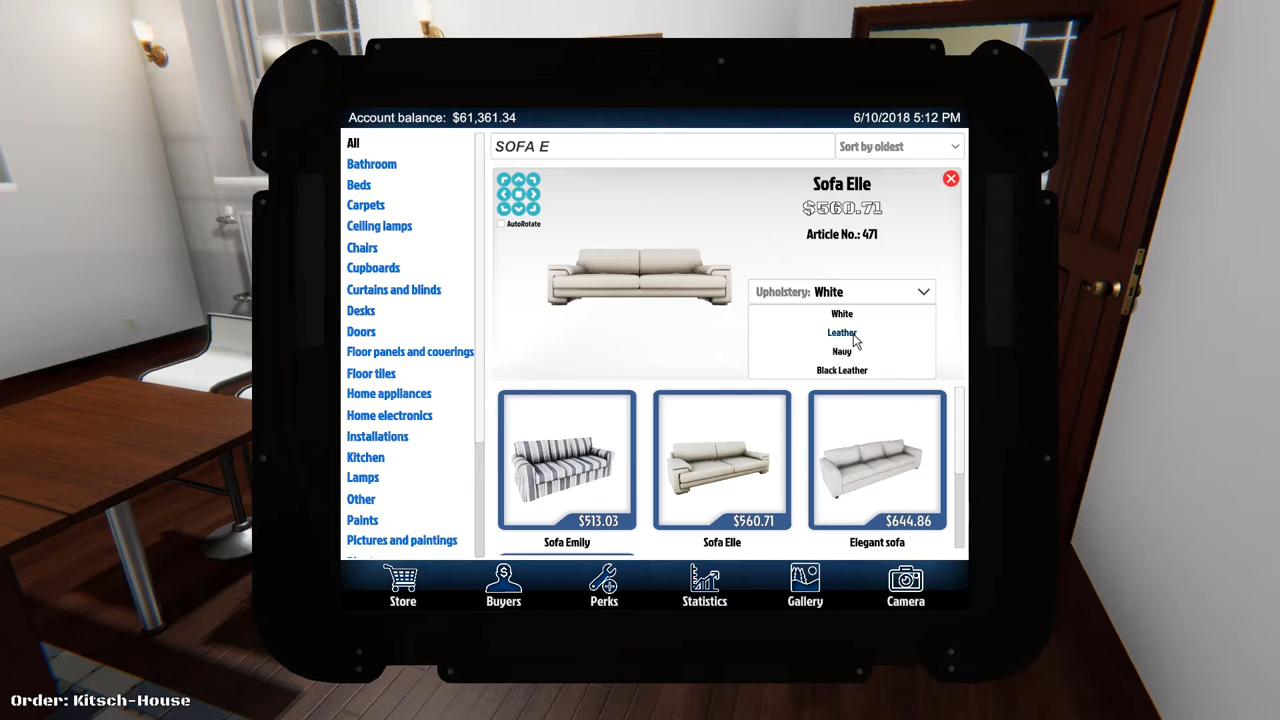 Account balance: $61,361.34
6/10/2018 5:12 PM
All
Bathroom
Beds
Carpets
Ceiling lamps
Chairs
Cupboards
Curtains and blinds
Desks
Doors
Floor panels and coverings
Floor tiles
Home appliances
Home electronics
Installations
Kitchen
Lamps
Other
Paints
Pictures and paintings
SOFA E
Sort by oldest
AutoRotate
Sofa Elle
$560.71
Article No.: 471
Upholstery: White
White
Leather
Navy
Black Leather
$513.03
$560.71
$644.86
Sofa Emily
Sofa Elle
Elegant sofa
Store
Buyers
Perks
Statistics
Gallery
Camera
Order: Kitsch-House